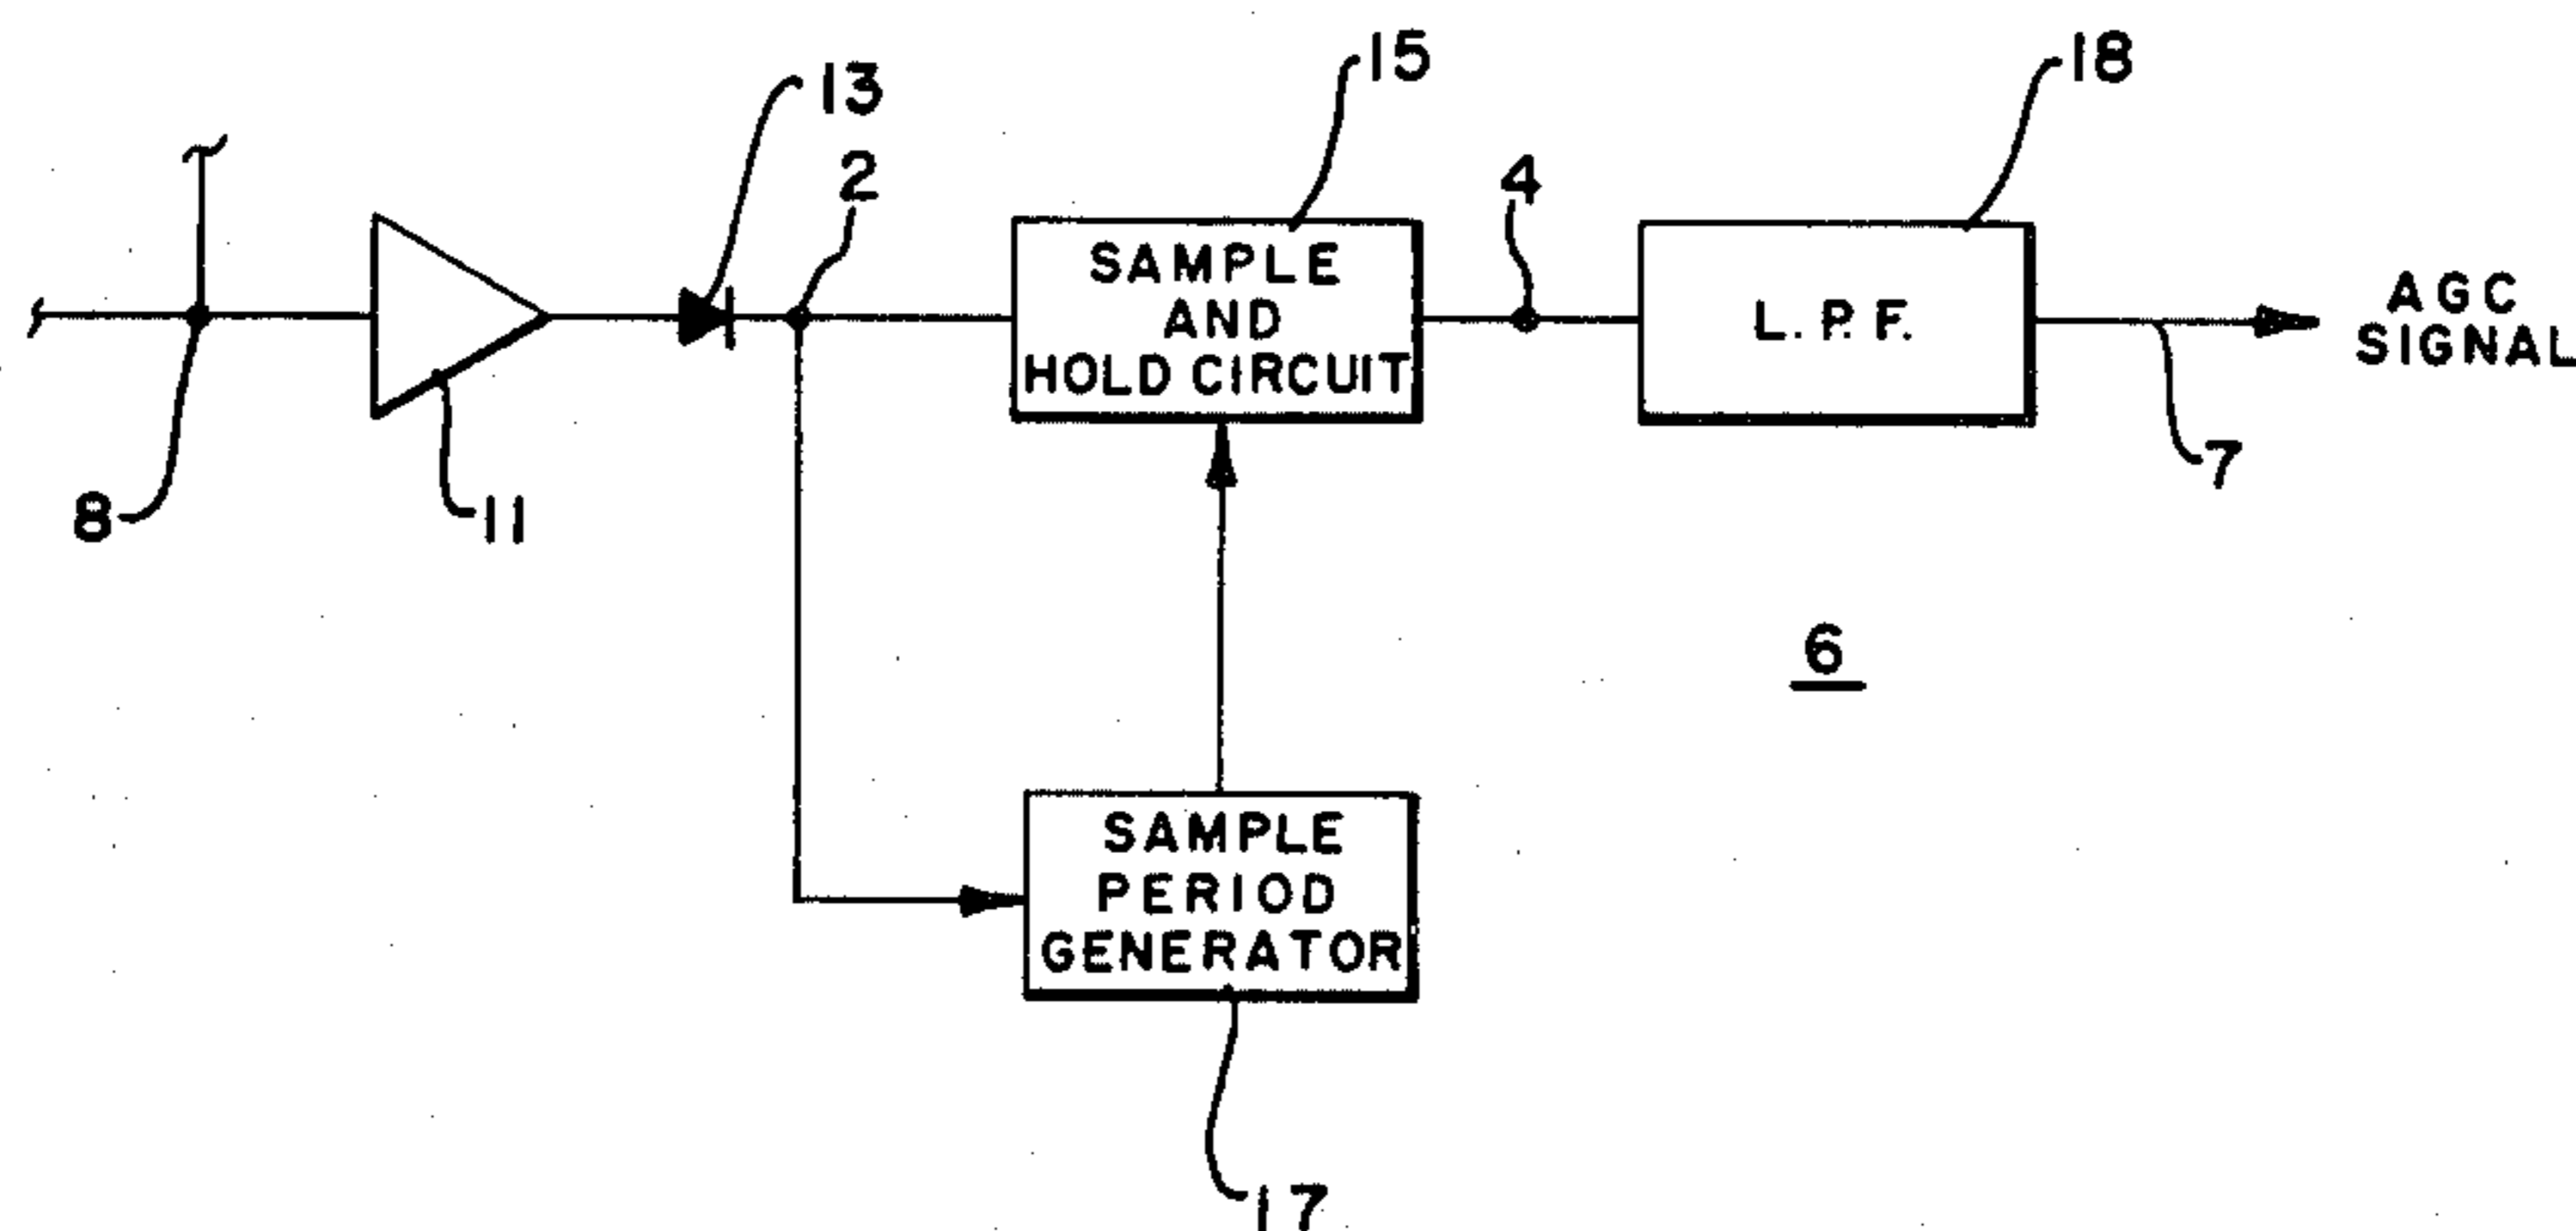 13
15
18
2
4
SAMPLE
AND
HOLD CIRCUIT
L.P.F.
AGC
SIGNAL
8
11
7
6
SAMPLE
PERIOD
GENERATOR
17